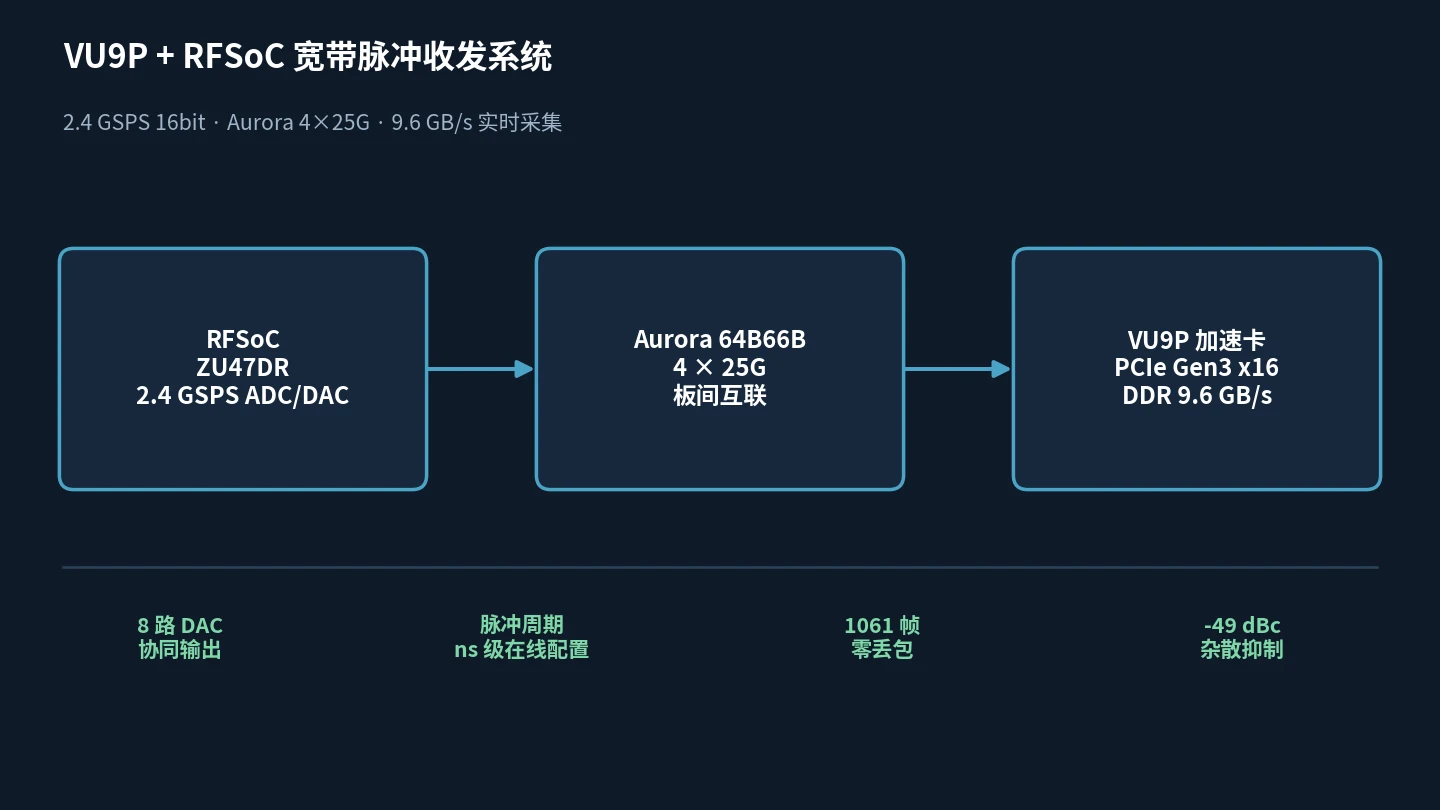 VU9P + RFSoC 宽带脉冲收发系统
2.4 GSPS 16bit · Aurora 4×25G · 9.6 GB/s 实时采集
RFSoC
ZU47DR
2.4 GSPS ADC/DAC
Aurora 64B66B
4 × 25G
板间互联
VU9P 加速卡
PCIe Gen3 x16
DDR 9.6 GB/s
8 路 DAC
协同输出
脉冲周期
ns 级在线配置
1061 帧
零丢包
-49 dBc
杂散抑制